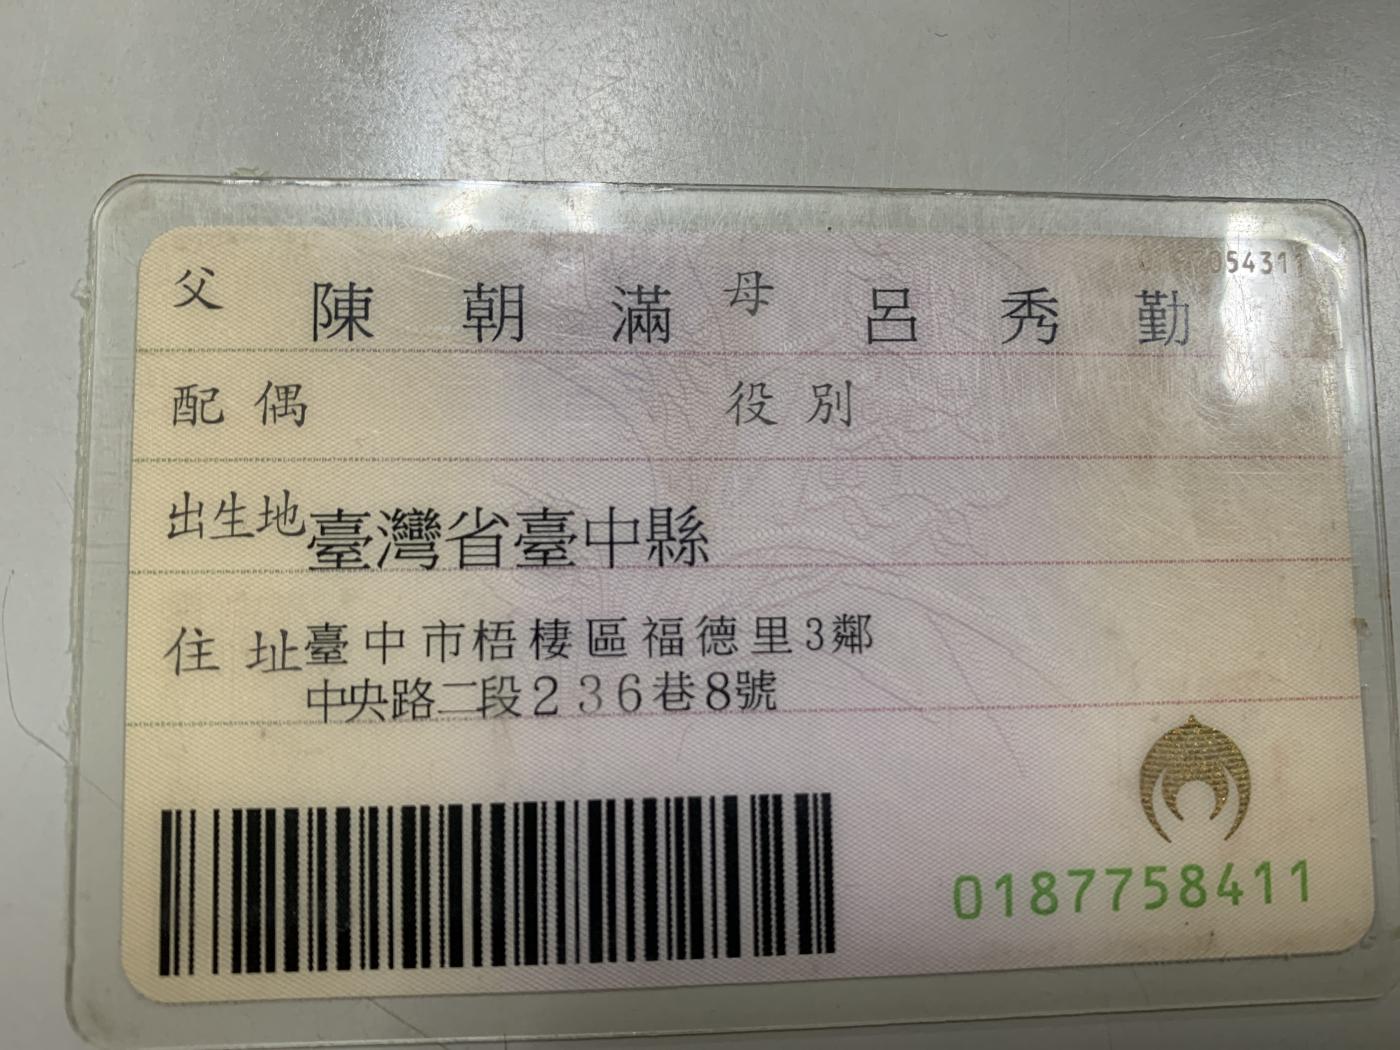 父 陳朝滿 母 呂秀勤
配偶 役別
出生地 臺灣省臺中縣
住址 臺中市梧棲區福德里3鄰
中央路二段236巷8號
0187758411